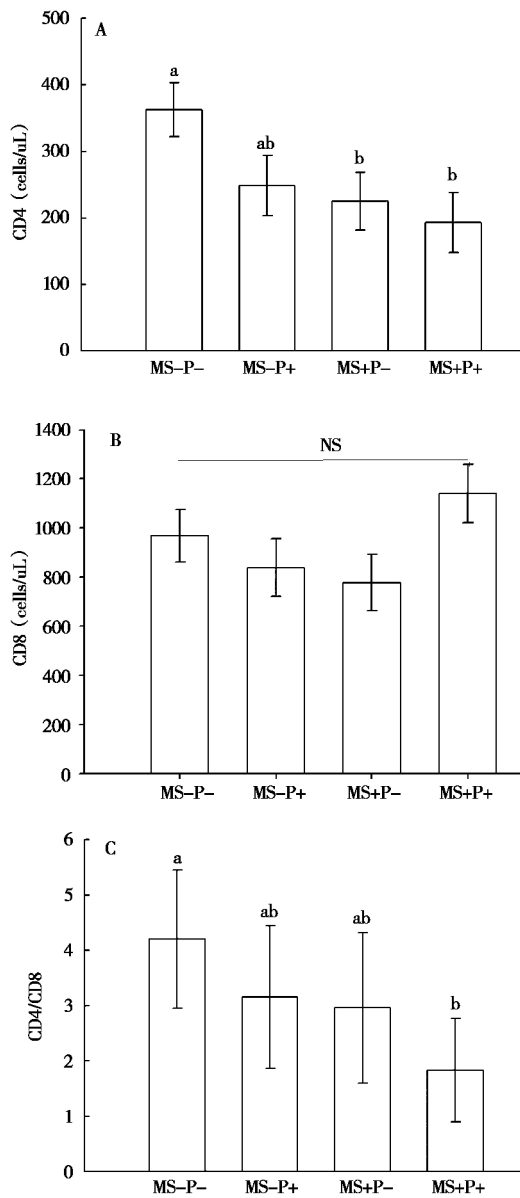 A
CD4 (cells/uL)
500
400
300
200
100
0
a
ab
b
b
MS-P-
MS-P+
MS+P-
MS+P+
B
NS
CD8 (cells/uL)
1400
1200
1000
800
600
400
200
0
MS-P-
MS-P+
MS+P-
MS+P+
C
CD4/CD8
6
5
4
3
2
1
0
a
ab
ab
b
MS-P-
MS-P+
MS+P-
MS+P+